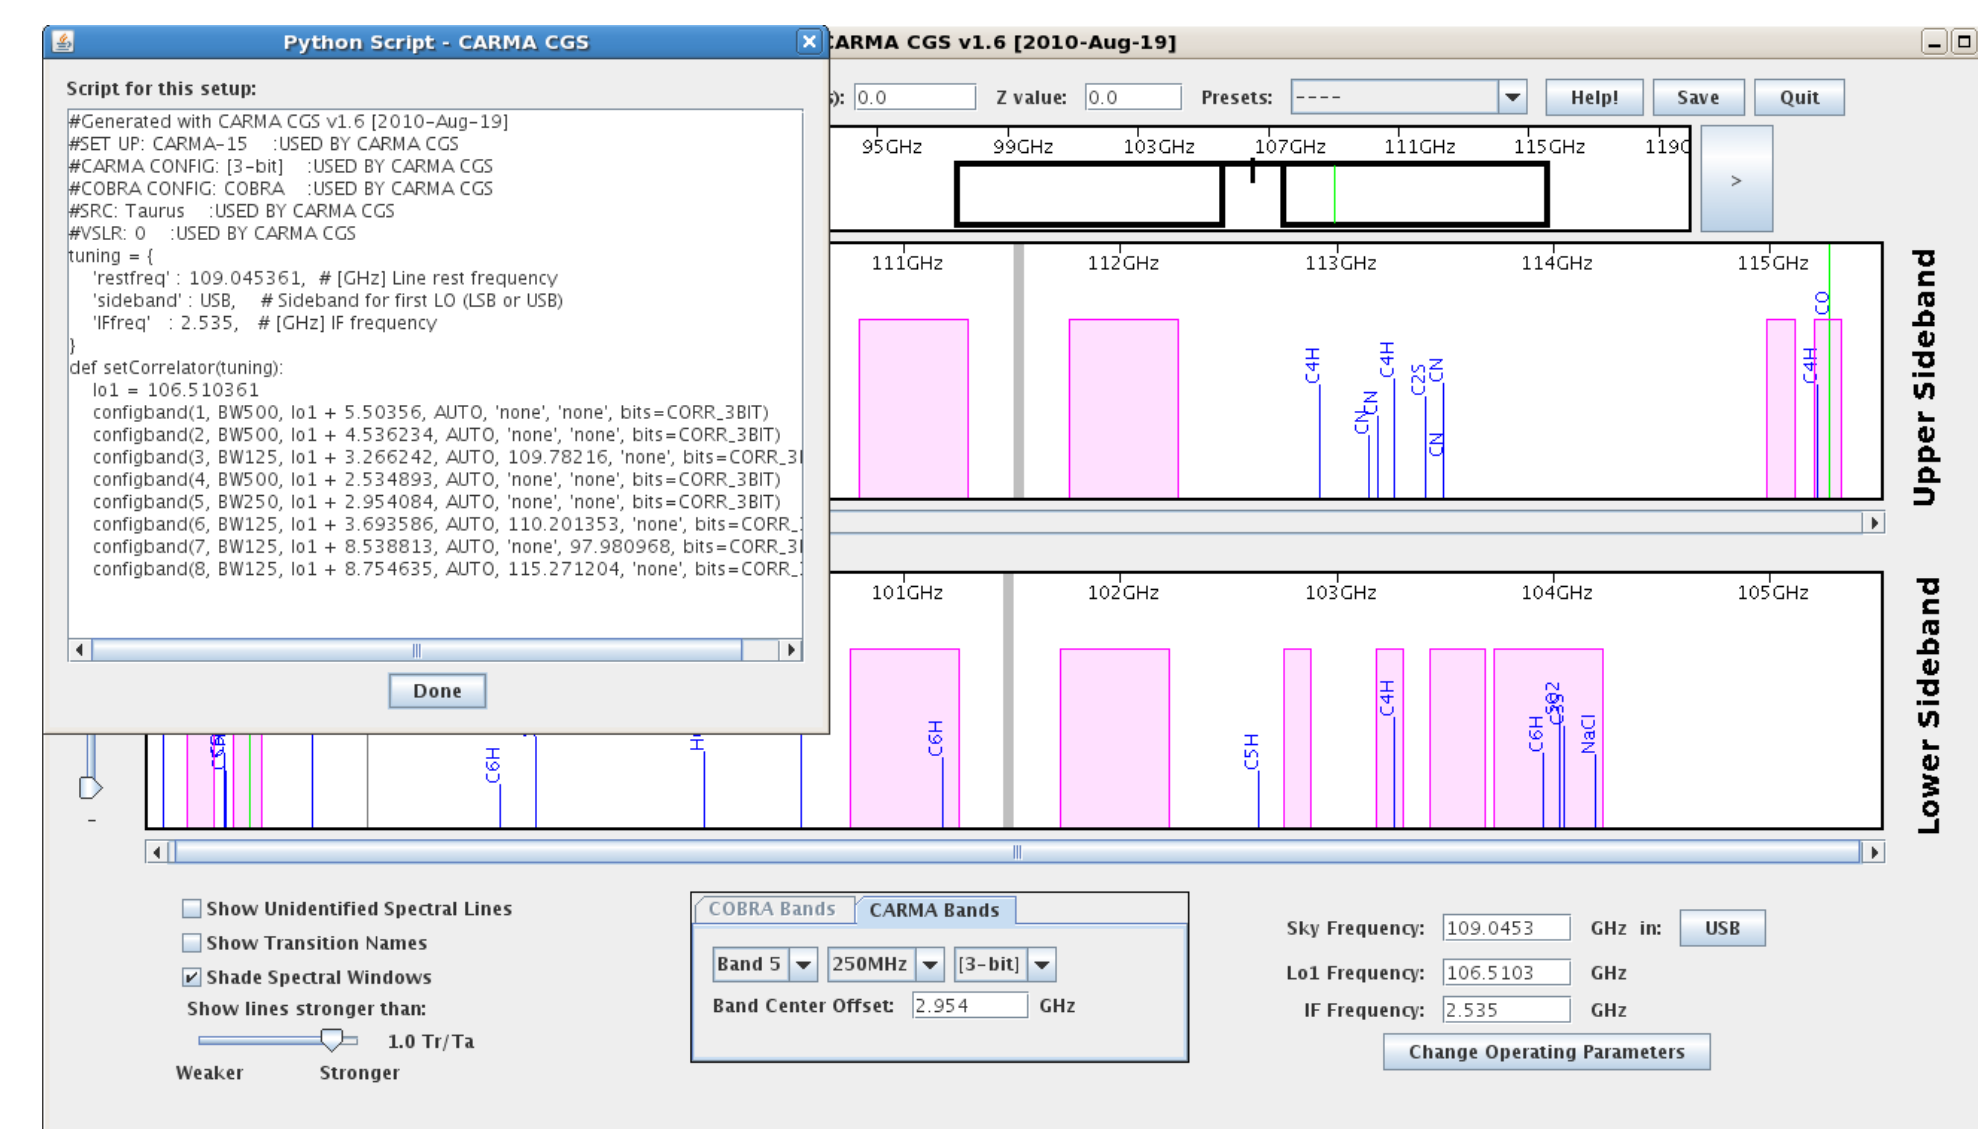 Python Script - CARMA CGS
CARMA CGS v1.6 [2010-Aug-19]
Script for this setup:
#Generated with CARMA CGS v1.6 [2010-Aug-19]
#SET UP: CARMA-15 :USED BY CARMA CGS
#CARMA CONFIG: [3-bit] :USED BY CARMA CGS
#COBRA CONFIG: COBRA :USED BY CARMA CGS
#SRC: Taurus :USED BY CARMA CGS
#VSLR: 0 :USED BY CARMA CGS
tuning = {
'restfreq' : 109.045361, # [GHz] Line rest frequency
'sideband' : USB, # Sideband for first LO (LSB or USB)
'IFfreq' : 2.535, # [GHz] IF frequency
}
def setCorrelator(tuning):
lo1 = 106.510361
configband(1, BW500, lo1 + 5.50356, AUTO, 'none', 'none', bits=CORR_3BIT)
configband(2, BW500, lo1 + 4.536234, AUTO, 'none', 'none', bits=CORR_3BIT)
configband(3, BW125, lo1 + 3.266242, AUTO, 109.78216, 'none', bits=CORR_3
configband(4, BW500, lo1 + 2.534893, AUTO, 'none', 'none', bits=CORR_3BIT)
configband(5, BW250, lo1 + 2.954084, AUTO, 'none', 'none', bits=CORR_3BIT)
configband(6, BW125, lo1 + 3.693586, AUTO, 110.201353, 'none', bits=CORR_
configband(7, BW125, lo1 + 8.538813, AUTO, 'none', 97.980968, bits=CORR_3
configband(8, BW125, lo1 + 8.754635, AUTO, 115.271204, 'none', bits=CORR_
Done
): 0.0 Z value: 0.0 Presets: ---- Help! Save Quit
95GHz 99GHz 103GHz 107GHz 111GHz 115GHz 119G
>
111GHz 112GHz 113GHz 114GHz 115GHz
C4H CN CN C4H C2S CN CN C4H CO
Upper Sideband
101GHz 102GHz 103GHz 104GHz 105GHz
C6H C6H C5H C4H C6H NaCl
Lower Sideband
-
Show Unidentified Spectral Lines
Show Transition Names
Shade Spectral Windows
Show lines stronger than:
1.0 Tr/Ta
Weaker Stronger
COBRA Bands CARMA Bands
Band 5 250MHz [3-bit]
Band Center Offset: 2.954 GHz
Sky Frequency: 109.0453 GHz in: USB
Lo1 Frequency: 106.5103 GHz
IF Frequency: 2.535 GHz
Change Operating Parameters